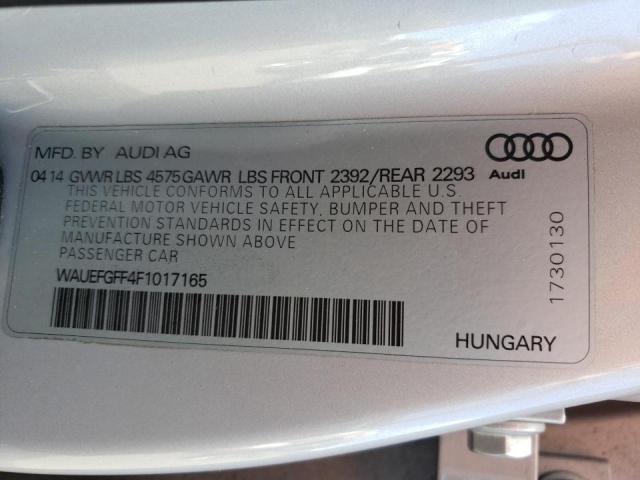 MFD. BY AUDI AG
04 14 GVWR LBS 4575 GAWR LBS FRONT 2392/REAR 2293
THIS VEHICLE CONFORMS TO ALL APPLICABLE U.S.
FEDERAL MOTOR VEHICLE SAFETY, BUMPER AND THEFT
PREVENTION STANDARDS IN EFFECT ON THE DATE OF
MANUFACTURE SHOWN ABOVE
PASSENGER CAR
WAUEFGFF4F1017165
HUNGARY
Audi
1730130